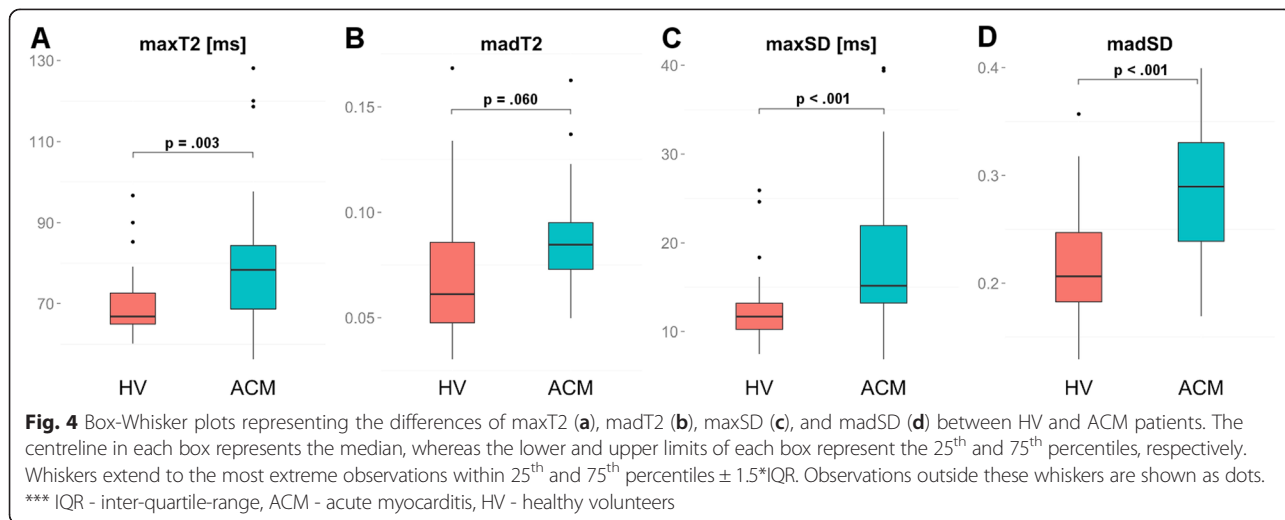 A maxT2 [ms]
130
110
90
70
p = .003
HV ACM
B madT2
0.15
0.10
0.05
p = .060
HV ACM
C maxSD [ms]
40
30
20
10
p < .001
HV ACM
D madSD
0.4
0.3
0.2
p < .001
HV ACM
Fig. 4 Box-Whisker plots representing the differences of maxT2 (a), madT2 (b), maxSD (c), and madSD (d) between HV and ACM patients. The
centreline in each box represents the median, whereas the lower and upper limits of each box represent the 25th and 75th percentiles, respectively.
Whiskers extend to the most extreme observations within 25th and 75th percentiles ± 1.5*IQR. Observations outside these whiskers are shown as dots.
*** IQR - inter-quartile-range, ACM - acute myocarditis, HV - healthy volunteers